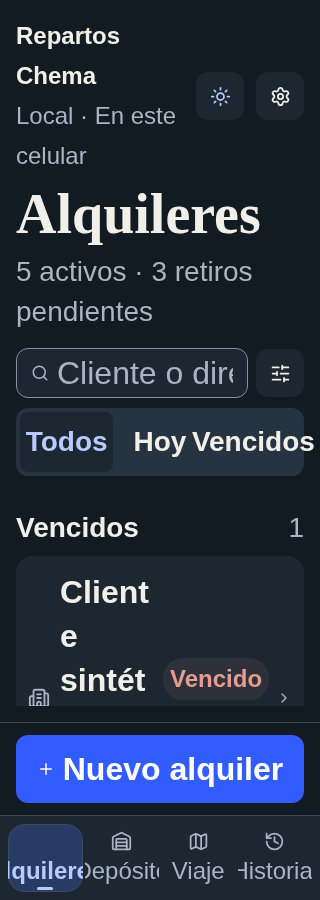 Repartos
Chema
Local · En este
celular
Alquileres
5 activos · 3 retiros
pendientes
Cliente o dire
Todos Hoy Vencidos
Vencidos 1
Client
e
sintét Vencido
+ Nuevo alquiler
lquilere Depósito Viaje Historia